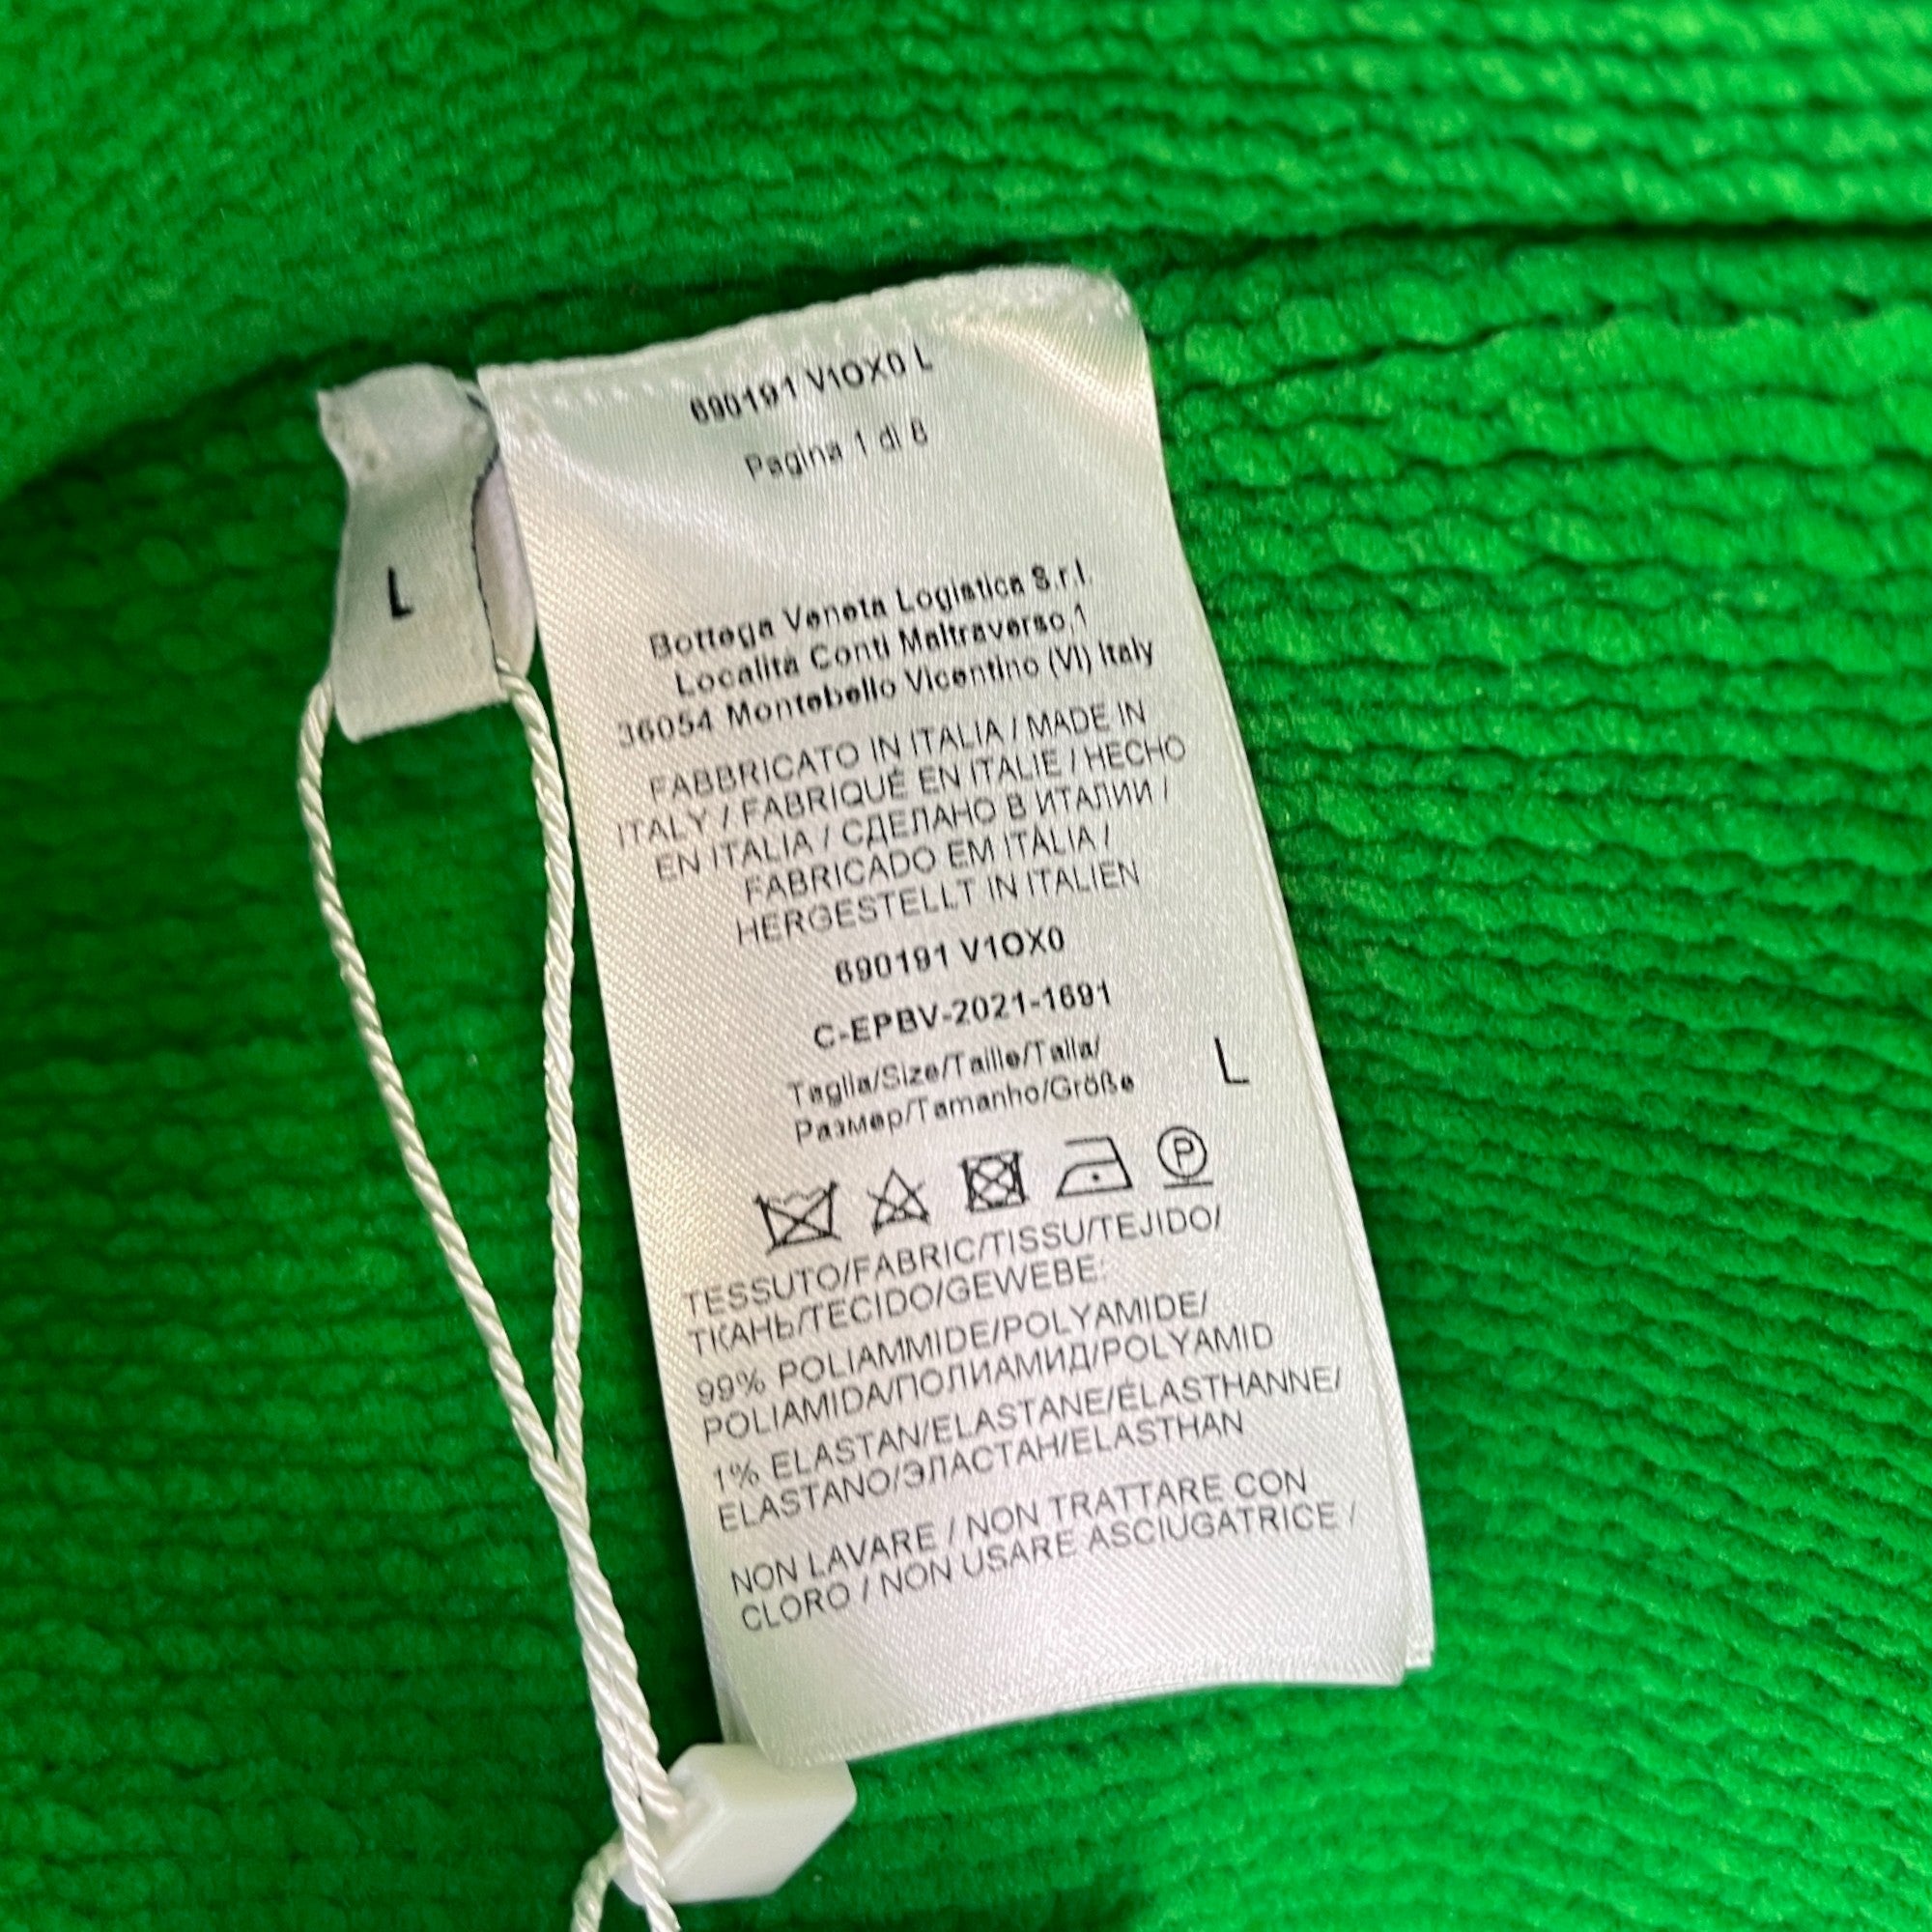 690191 V1OX0 L
Pagina 1 di 8
L
Bottega Veneta Logistica S.r.l.
Località Conti Maltraverso,1
36054 Montebello Vicentino (VI) Italy
FABBRICATO IN ITALIA / MADE IN
ITALY / FABRIQUÉ EN ITALIE / HECHO
EN ITALIA / СДЕЛАНО В ИТАЛИИ /
FABRICADO EM ITÁLIA /
HERGESTELLT IN ITALIEN
690191 V1OX0
C-EPBV-2021-1691
Taglia/Size/Taille/Talla/
Размер/Tamanho/Größe
L
P
TESSUTO/FABRIC/TISSU/TEJIDO/
ТКАНЬ/TECIDO/GEWEBE:
99% POLIAMMIDE/POLYAMIDE/
POLIAMIDA/ПОЛИАМИД/POLYAMID
1% ELASTAN/ELASTANE/ÉLASTHANNE/
ELASTANO/ЭЛАСТАН/ELASTHAN
NON LAVARE / NON TRATTARE CON
CLORO / NON USARE ASCIUGATRICE /